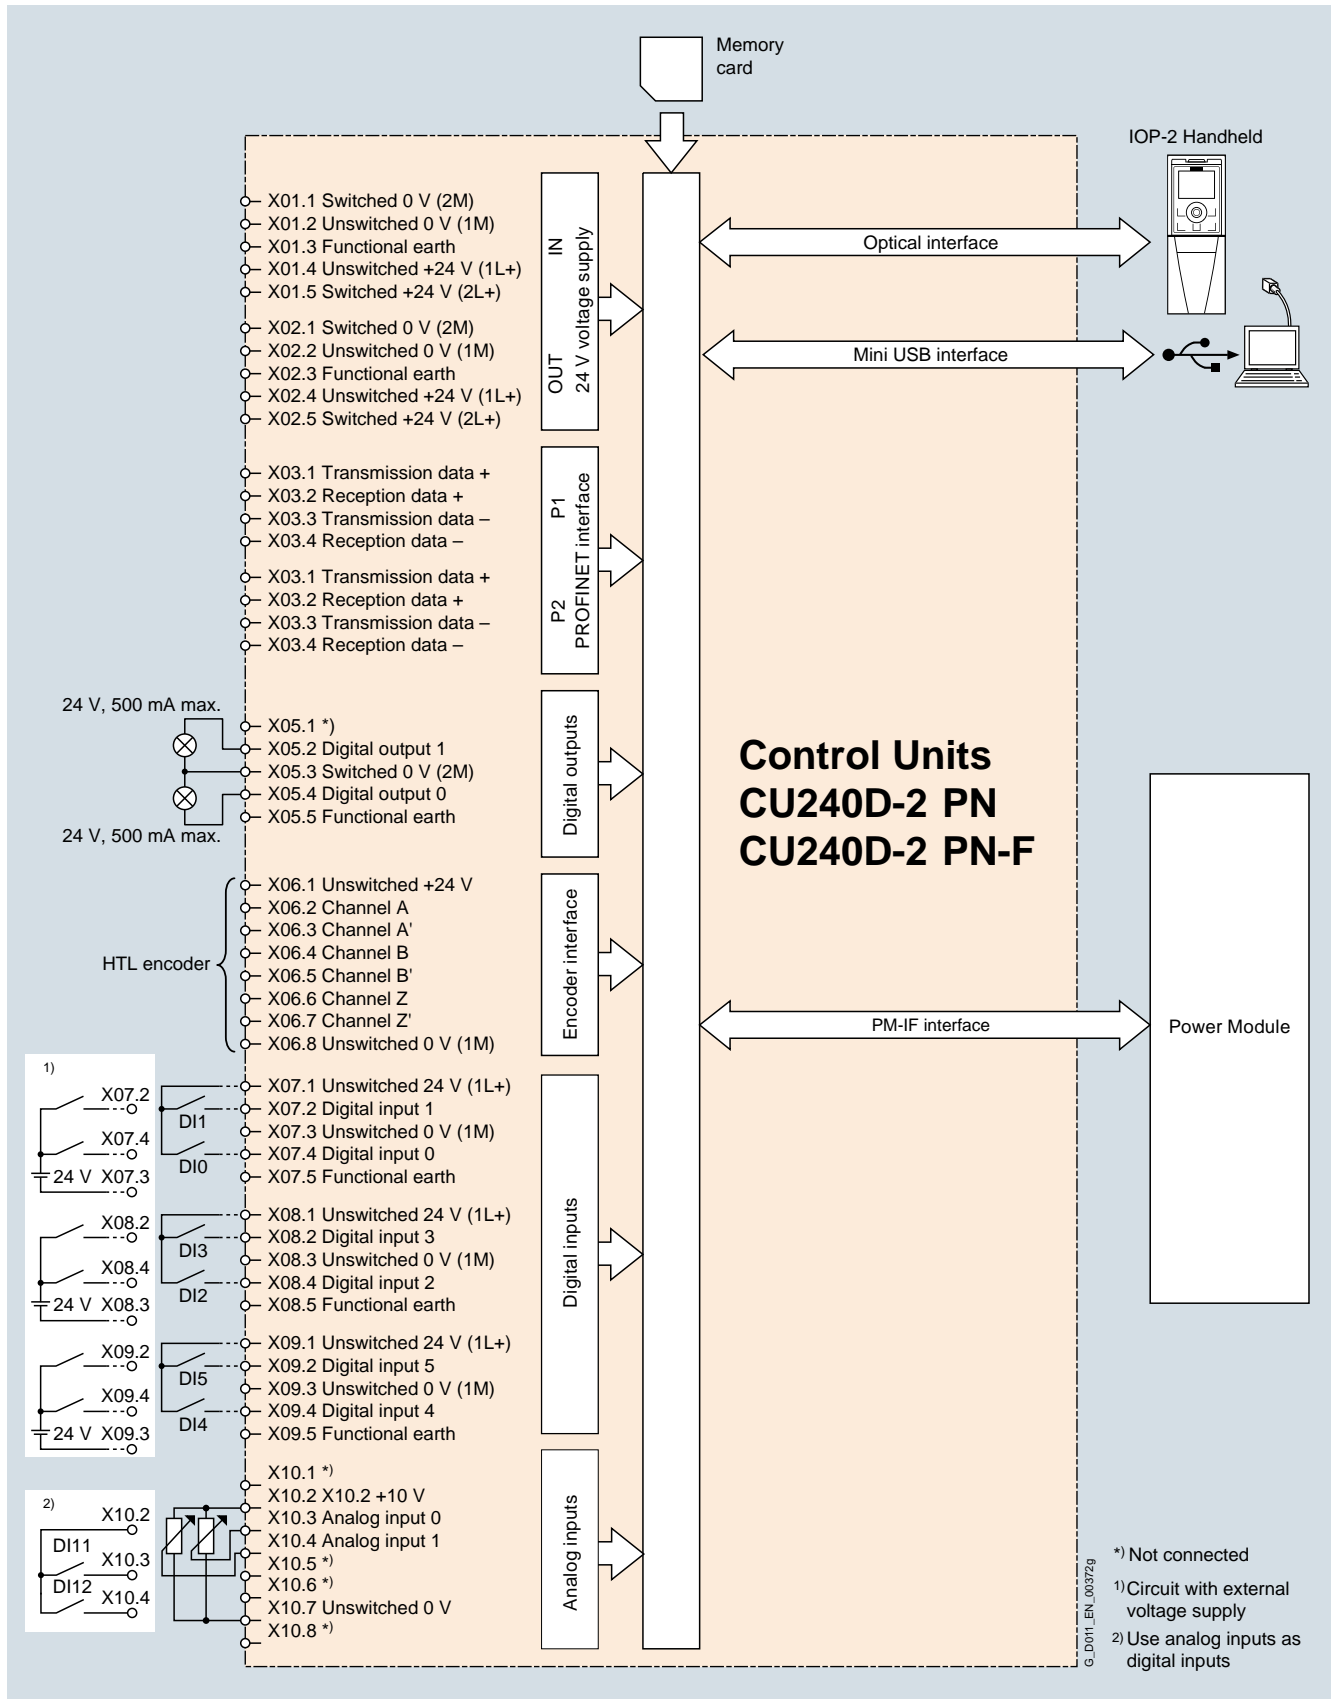 Memory
card
IOP-2 Handheld
X01.1 Switched 0 V (2M)
X01.2 Unswitched 0 V (1M)
X01.3 Functional earth
X01.4 Unswitched +24 V (1L+)
X01.5 Switched +24 V (2L+)
X02.1 Switched 0 V (2M)
X02.2 Unswitched 0 V (1M)
X02.3 Functional earth
X02.4 Unswitched +24 V (1L+)
X02.5 Switched +24 V (2L+)
IN
OUT
24 V voltage supply
Optical interface
Mini USB interface
X03.1 Transmission data +
X03.2 Reception data +
X03.3 Transmission data –
X03.4 Reception data –
X03.1 Transmission data +
X03.2 Reception data +
X03.3 Transmission data –
X03.4 Reception data –
P1
P2
PROFINET interface
24 V, 500 mA max.
24 V, 500 mA max.
X05.1 *)
X05.2 Digital output 1
X05.3 Switched 0 V (2M)
X05.4 Digital output 0
X05.5 Functional earth
Digital outputs
Control Units
CU240D-2 PN
CU240D-2 PN-F
HTL encoder
X06.1 Unswitched +24 V
X06.2 Channel A
X06.3 Channel A'
X06.4 Channel B
X06.5 Channel B'
X06.6 Channel Z
X06.7 Channel Z'
X06.8 Unswitched 0 V (1M)
Encoder interface
PM-IF interface
Power Module
1)
X07.2
X07.4
24 V X07.3
DI1
DI0
X07.1 Unswitched 24 V (1L+)
X07.2 Digital input 1
X07.3 Unswitched 0 V (1M)
X07.4 Digital input 0
X07.5 Functional earth
X08.2
X08.4
24 V X08.3
DI3
DI2
X08.1 Unswitched 24 V (1L+)
X08.2 Digital input 3
X08.3 Unswitched 0 V (1M)
X08.4 Digital input 2
X08.5 Functional earth
Digital inputs
X09.2
X09.4
24 V X09.3
DI5
DI4
X09.1 Unswitched 24 V (1L+)
X09.2 Digital input 5
X09.3 Unswitched 0 V (1M)
X09.4 Digital input 4
X09.5 Functional earth
2)
X10.2
DI11
X10.3
DI12
X10.4
X10.1 *)
X10.2 X10.2 +10 V
X10.3 Analog input 0
X10.4 Analog input 1
X10.5 *)
X10.6 *)
X10.7 Unswitched 0 V
X10.8 *)
Analog inputs
G_D011_EN_00372g
*) Not connected
1) Circuit with external
voltage supply
2) Use analog inputs as
digital inputs